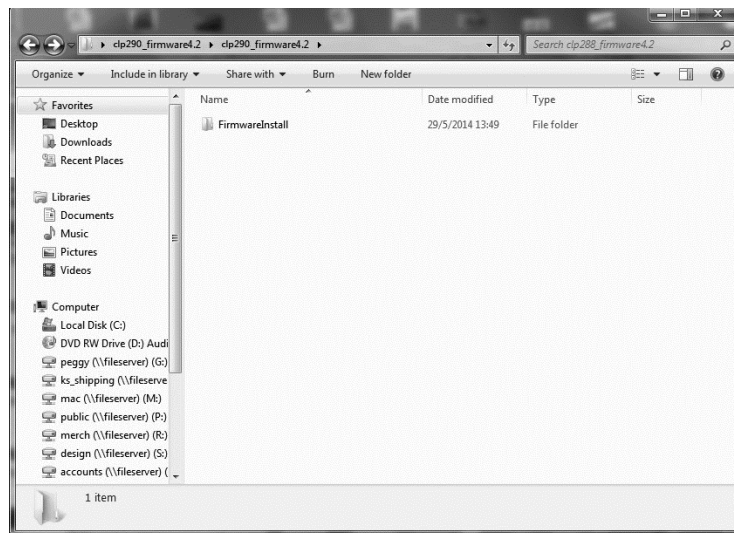 clp290_firmware4.2 clp290_firmware4.2
Search clp288_firmware4.2
Organize Include in library Share with Burn New folder
Favorites
Desktop
Downloads
Recent Places
Libraries
Documents
Music
Pictures
Videos
Computer
Local Disk (C:)
DVD RW Drive (D:) Audi
peggy (\\fileserver) (G:)
ks_shipping (\\fileserve
mac (\\fileserver) (M:)
public (\\fileserver) (P:)
merch (\\fileserver) (R:)
design (\\fileserver) (S:)
accounts (\\fileserver) (
Name Date modified Type Size
FirmwareInstall 29/5/2014 13:49 File folder
1 item